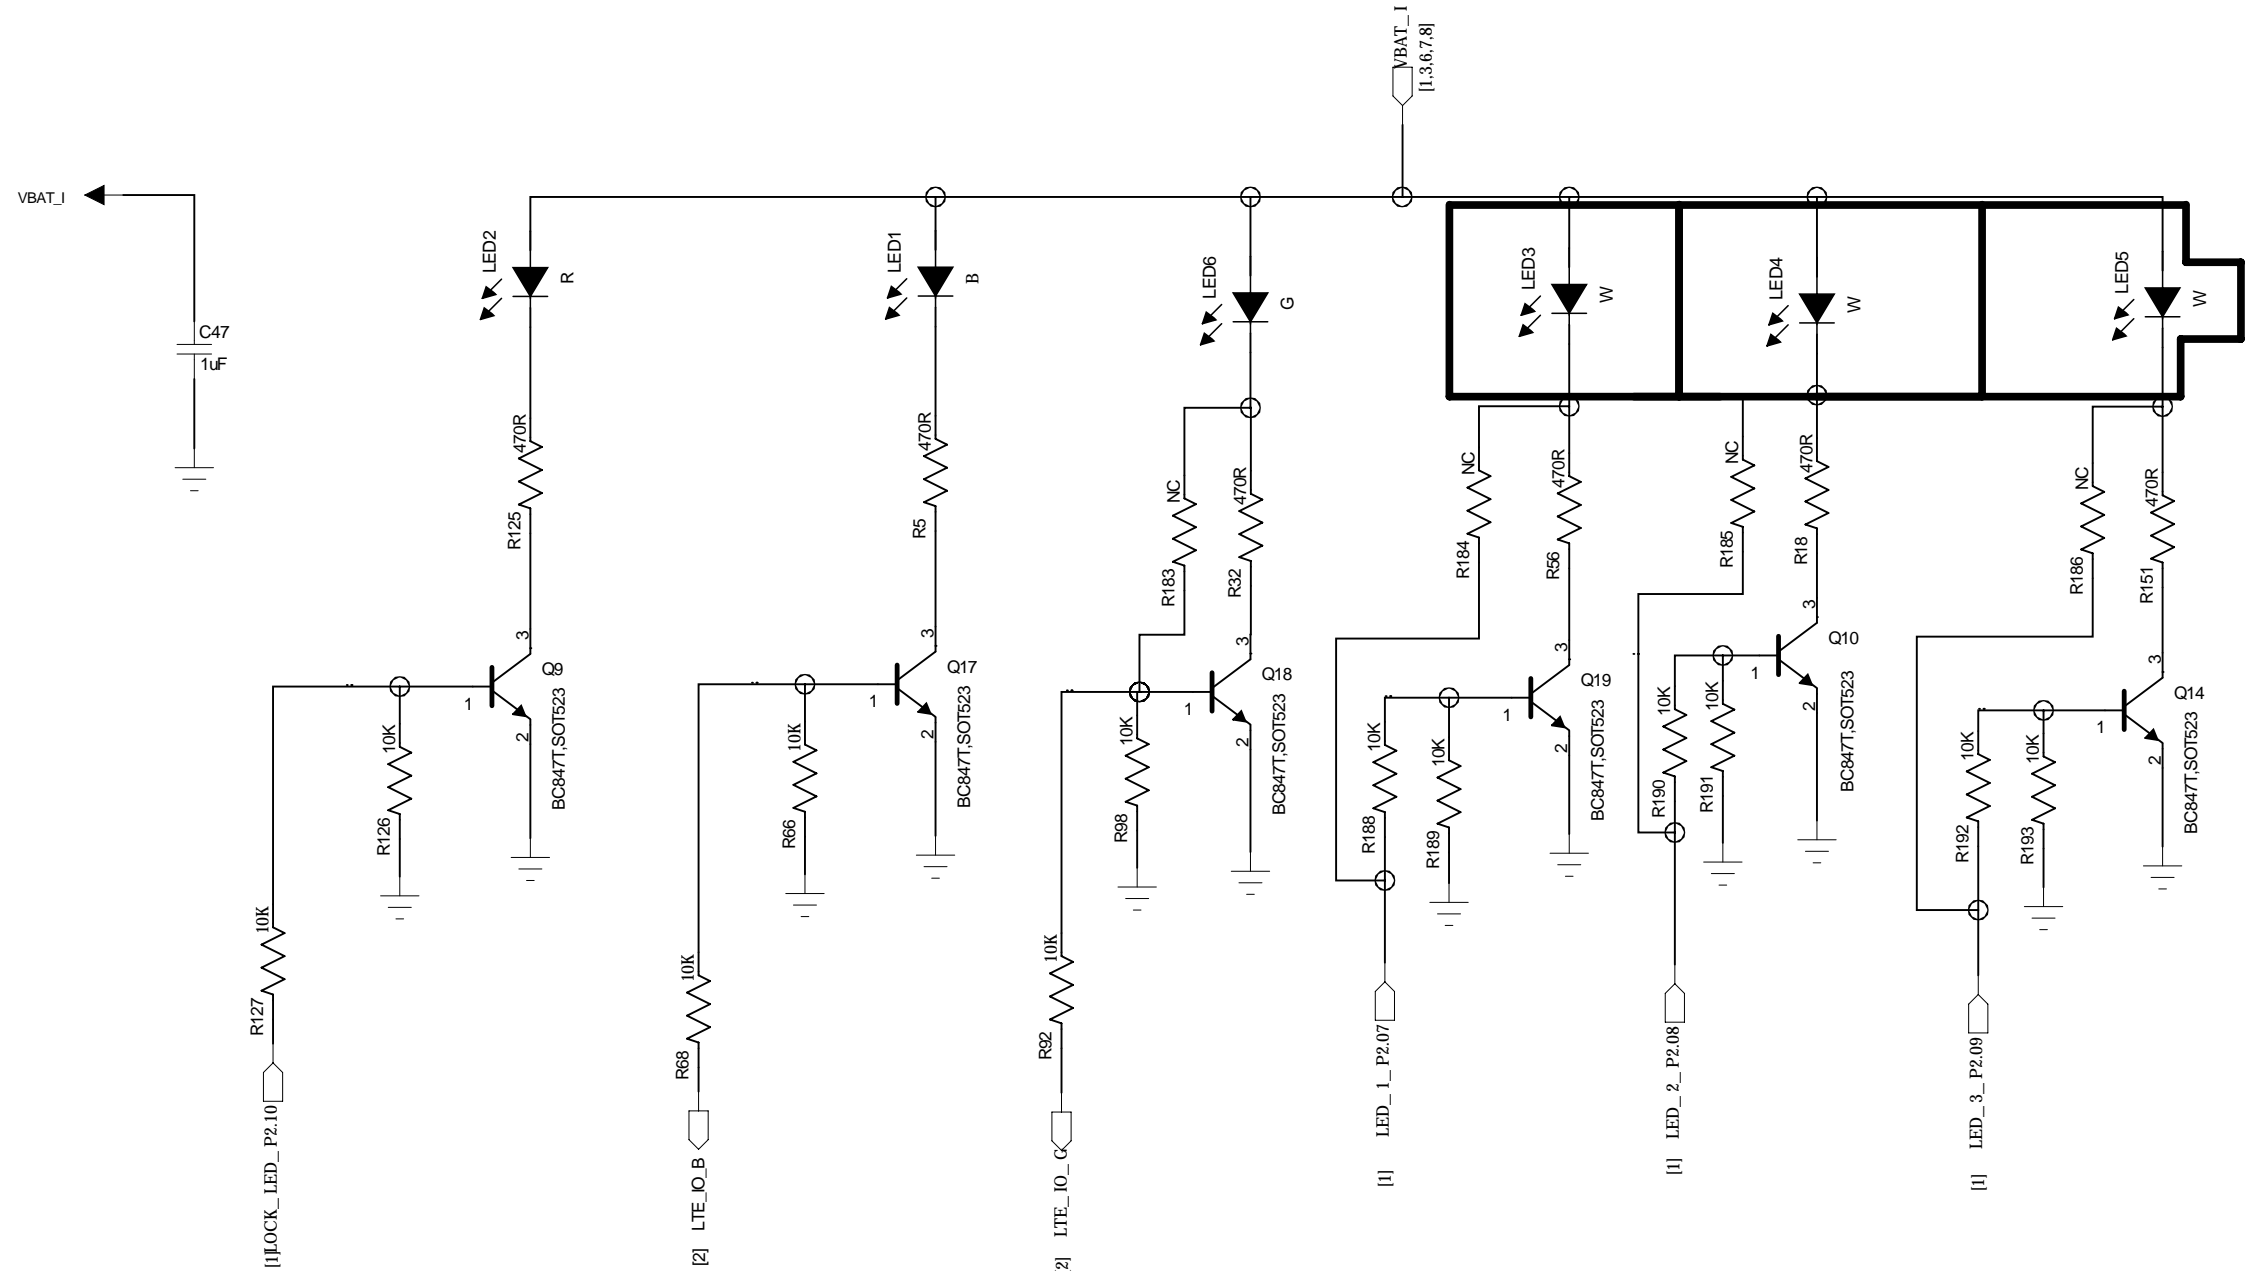 VBAT_I
[1,3,6,7,8]
VBAT_I
C47
1uF
LED2
R
470R
R125
3
Q9
1
2
BC847T,SOT523
10K
R126
10K
R127
[1]LOCK_LED_P2.10
LED1
B
470R
R5
3
Q17
1
2
BC847T,SOT523
10K
R66
10K
R68
[2] LTE_IO_B
LED6
G
NC
R183
470R
R32
3
Q18
1
2
BC847T,SOT523
10K
R98
10K
R92
[2] LTE_IO_G
LED3
W
NC
R184
470R
R56
3
Q19
1
2
BC847T,SOT523
10K
R188
10K
R189
[1] LED_1_P2.07
LED4
W
NC
R185
470R
R18
3
Q10
1
2
BC847T,SOT523
10K
R190
10K
R191
[1] LED_2_P2.08
LED5
W
NC
R186
470R
R151
3
Q14
1
2
BC847T,SOT523
10K
R192
10K
R193
[1] LED_3_P2.09